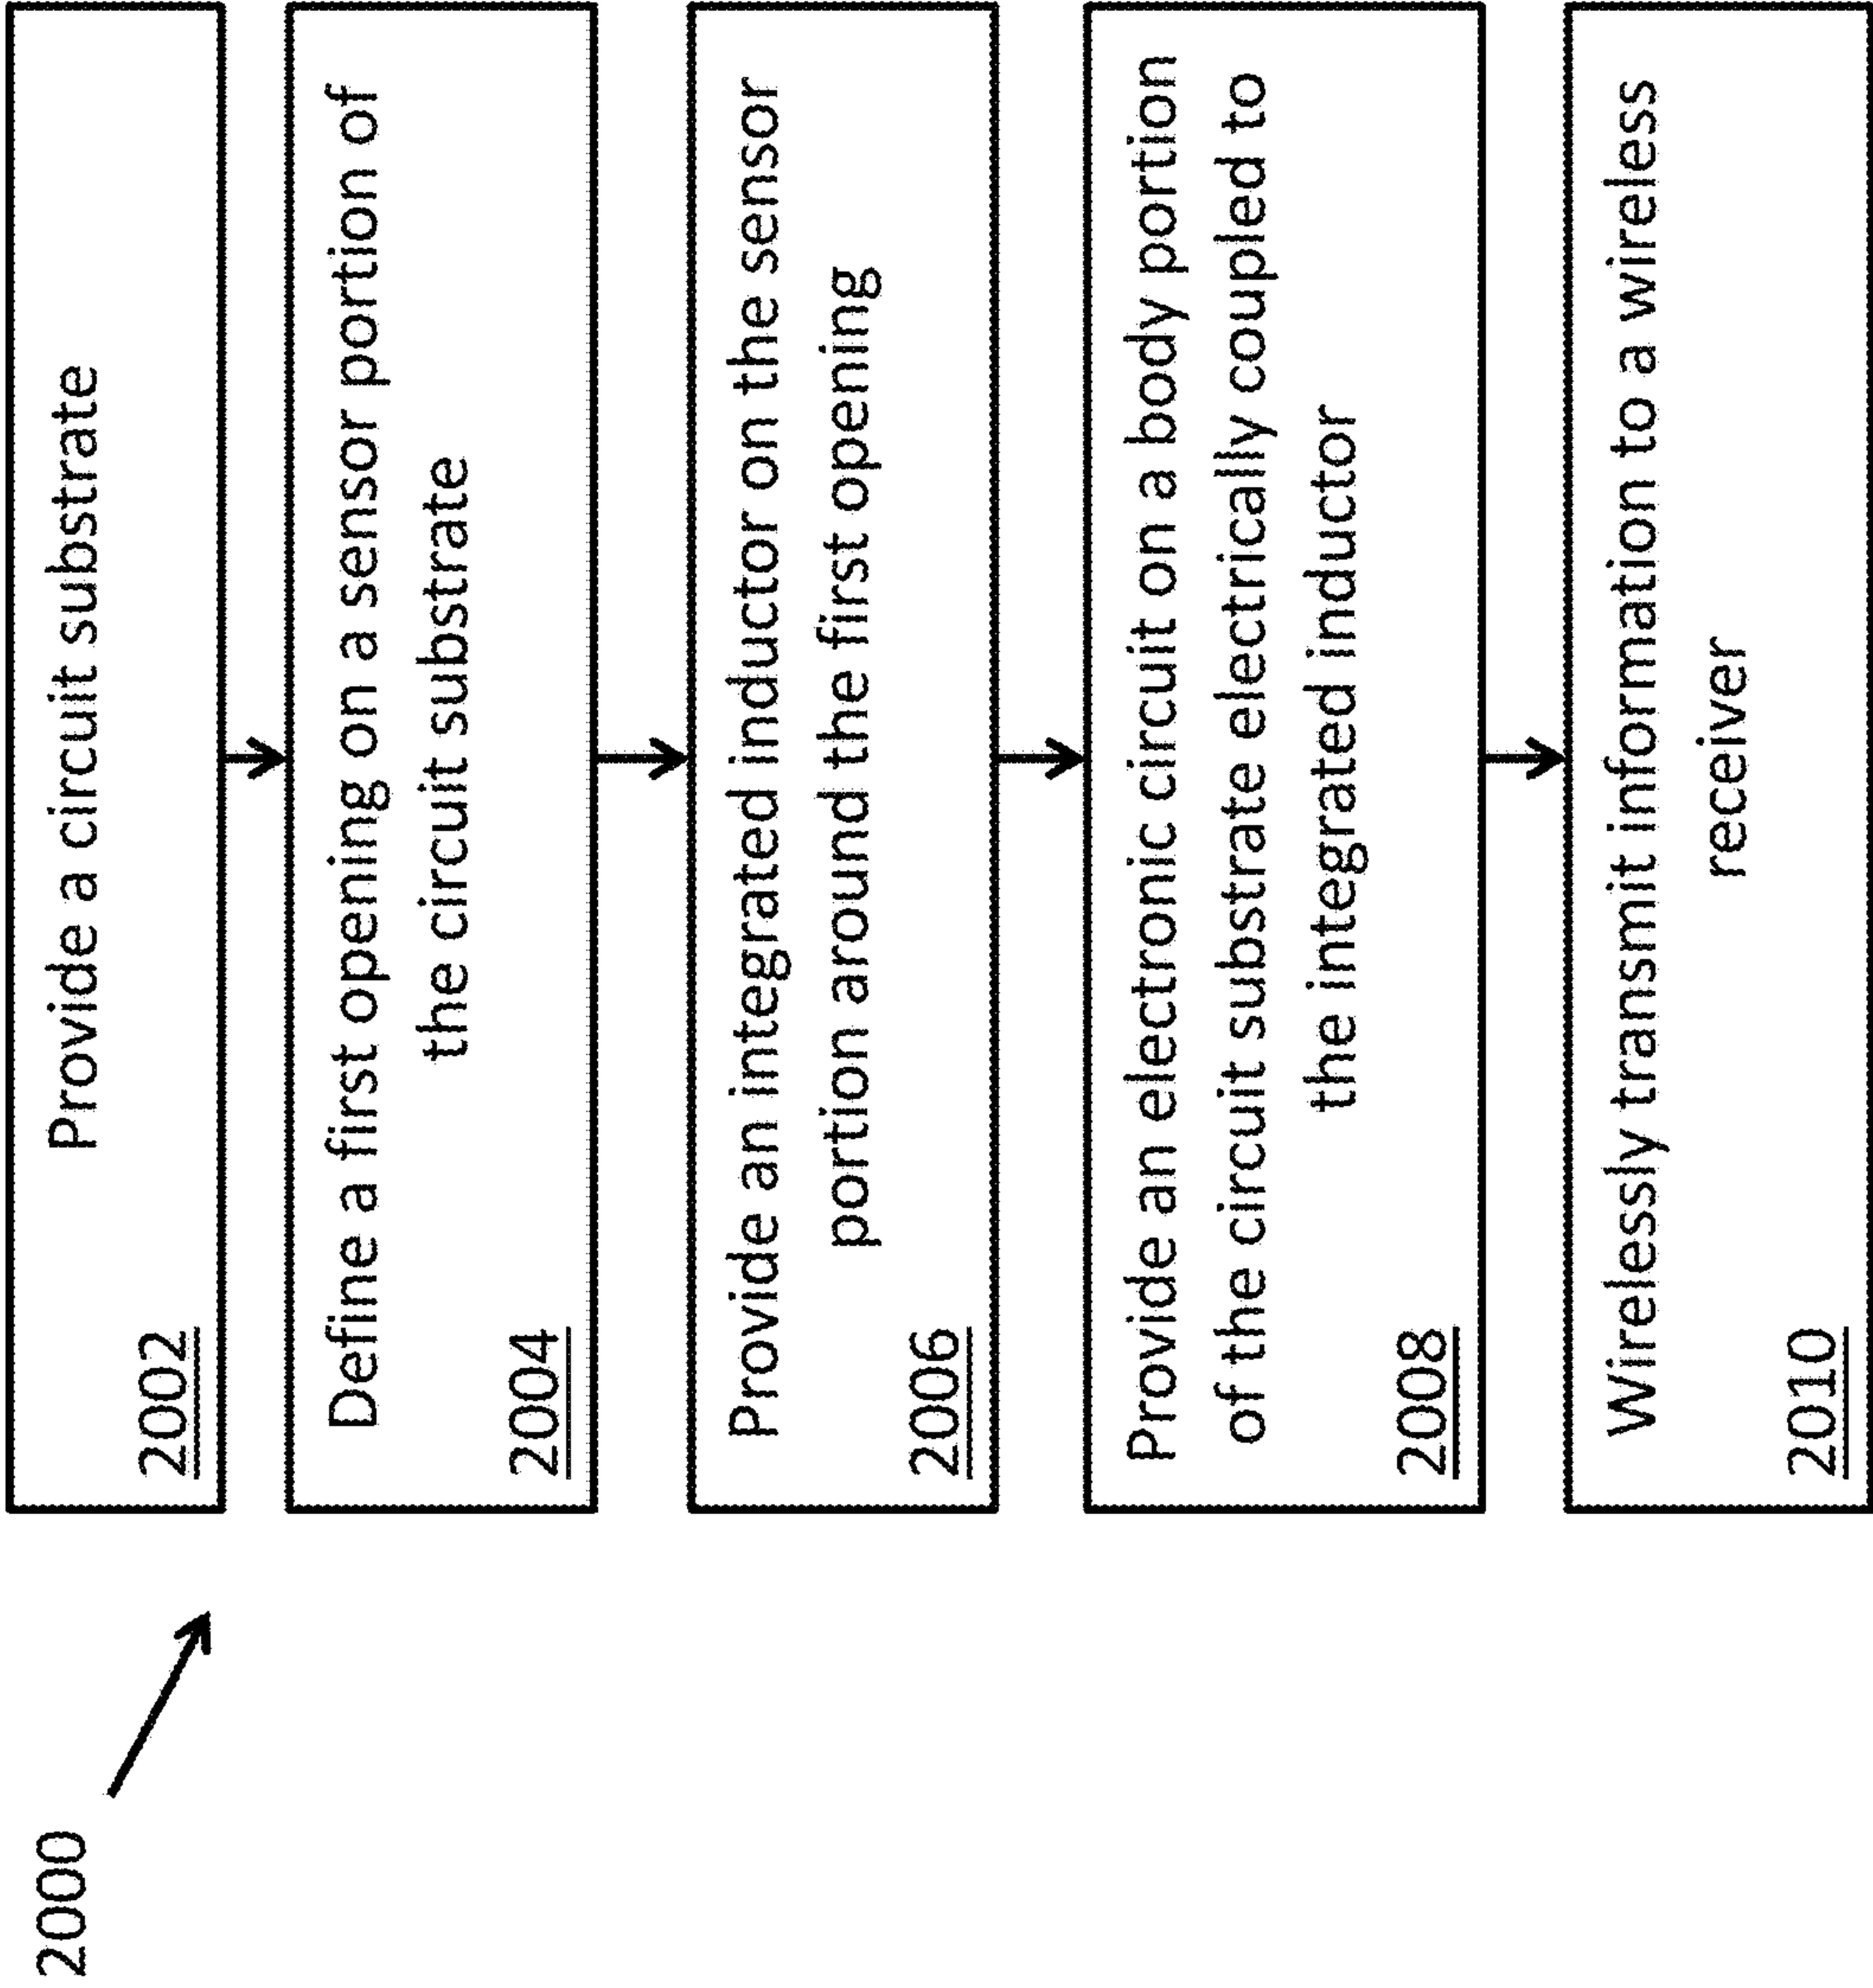 2000
Provide a circuit substrate
2002
Define a first opening on a sensor portion of
the circuit substrate
2004
Provide an integrated inductor on the sensor
portion around the first opening
2006
Provide an electronic circuit on a body portion
of the circuit substrate electrically coupled to
the integrated inductor
2008
Wirelessly transmit information to a wireless
receiver
2010